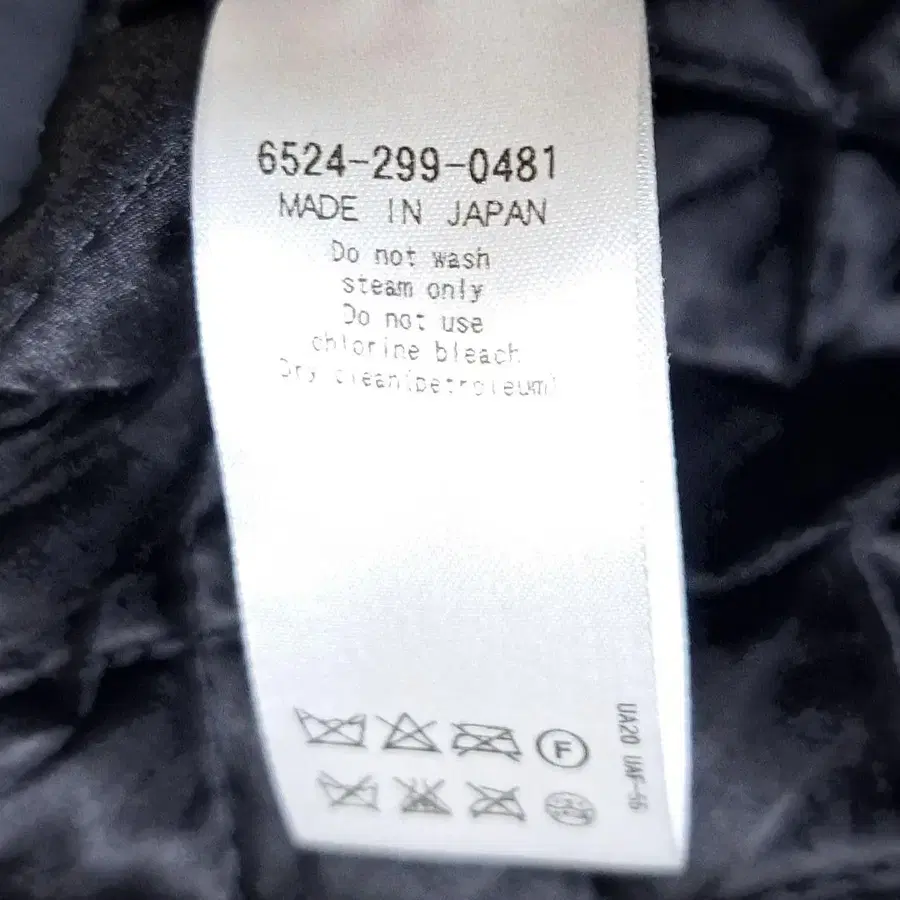 6524-299-0481
MADE IN JAPAN
Do not wash
steam only
Do not use
chlorine bleach
Dry clean(petroleum)
F
UA20 UAF-16